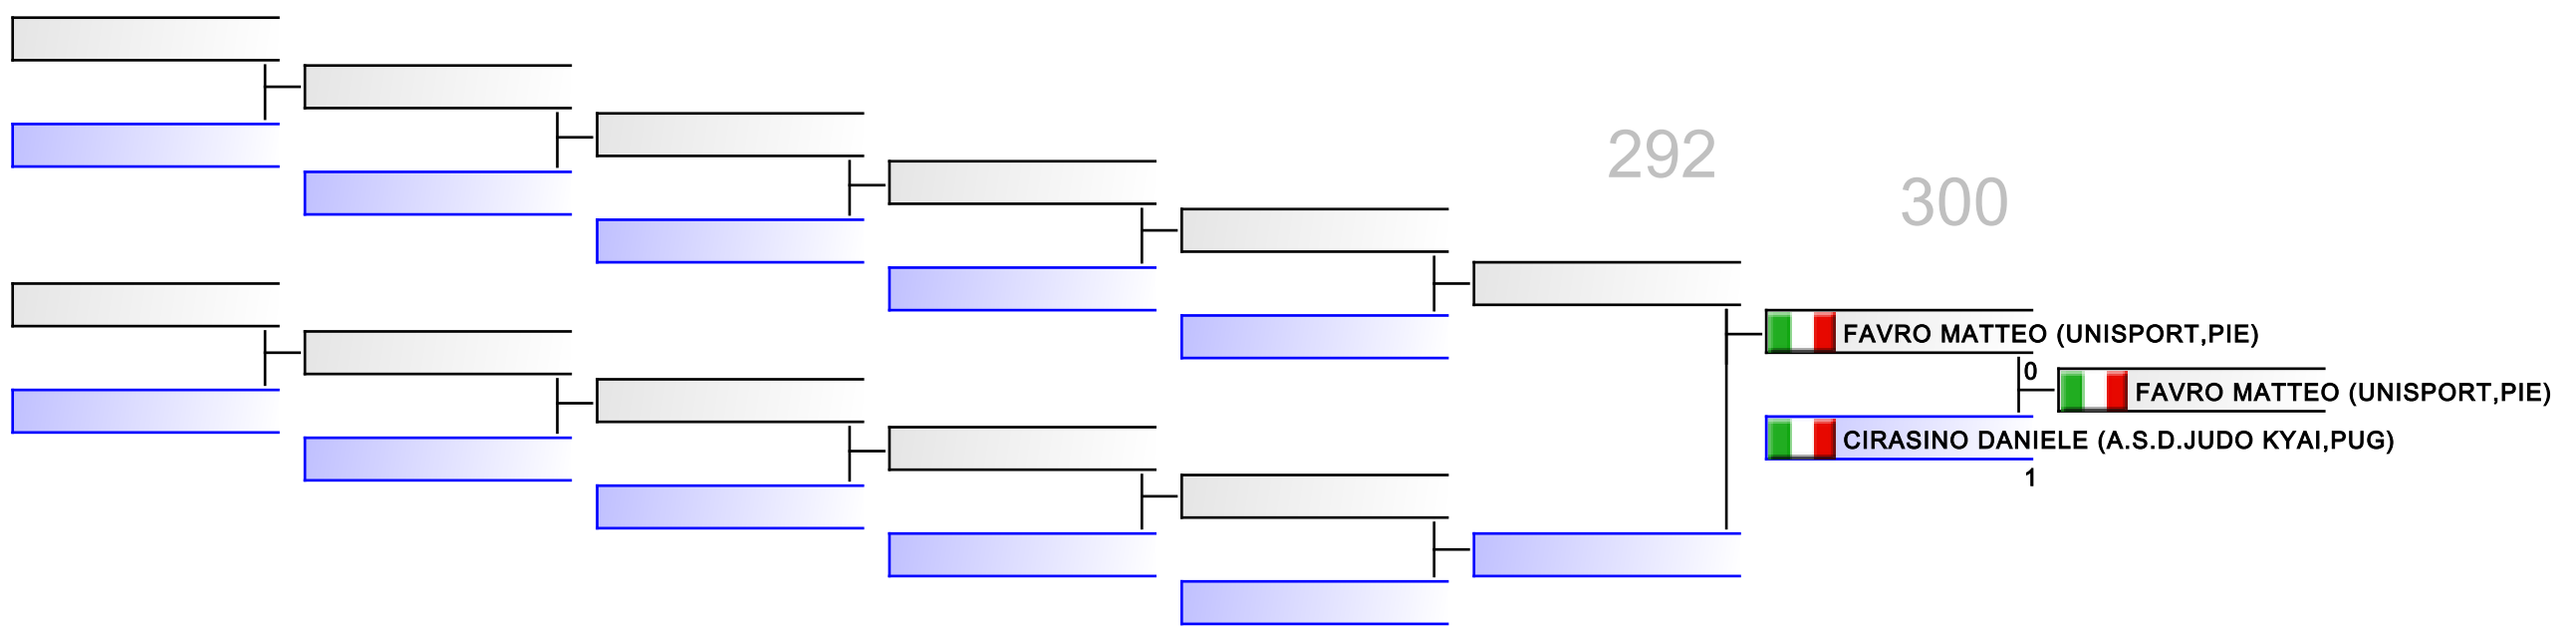 292
300
FAVRO MATTEO (UNISPORT,PIE)
0
FAVRO MATTEO (UNISPORT,PIE)
CIRASINO DANIELE (A.S.D.JUDO KYAI,PUG)
1